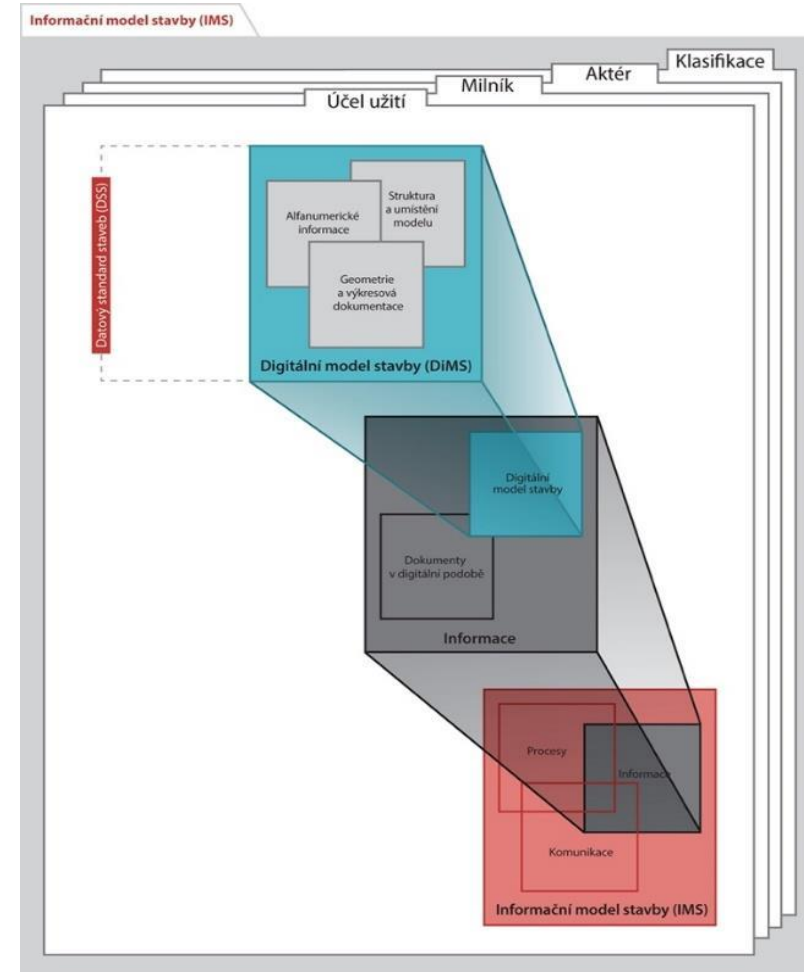 Informační model stavby (IMS)
Klasifikace
Aktér
Milník
Účel užití
Datový standard staveb (DSS)
Struktura
a umístění
modelu
Alfanumerické
informace
Geometrie
a výkresová
dokumentace
Digitální model stavby (DiMS)
Digitální
model stavby
Dokumenty
v digitální podobě
Informace
Procesy
Informace
Komunikace
Informační model stavby (IMS)